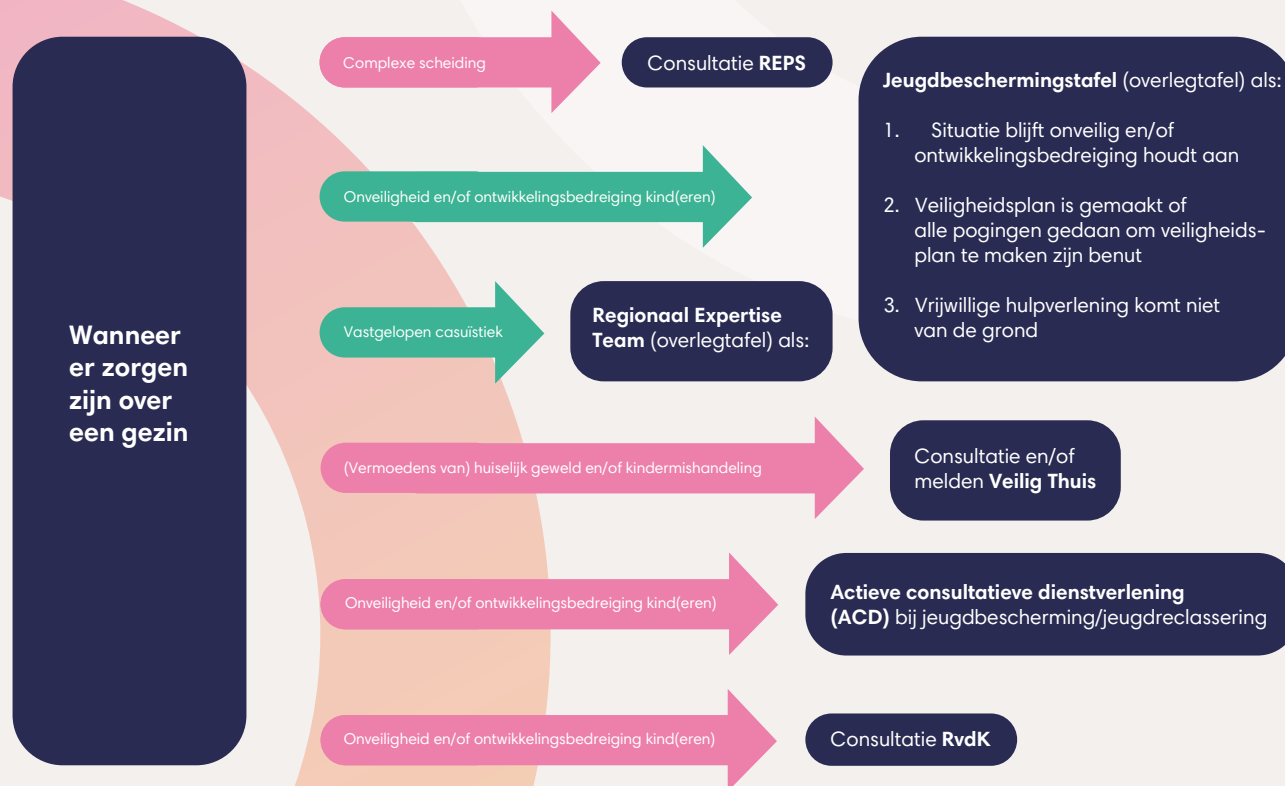 Wanneer
er zorgen
zijn over
een gezin
Complexe scheiding
Consultatie REPS
Onveiligheid en/of ontwikkelingsbedreiging kind(eren)
Jeugdbeschermingstafel (overlegtafel) als:
1. Situatie blijft onveilig en/of
ontwikkelingsbedreiging houdt aan
2. Veiligheidsplan is gemaakt of
alle pogingen gedaan om veiligheids-
plan te maken zijn benut
3. Vrijwillige hulpverlening komt niet
van de grond
Vastgelopen casuïstiek
Regionaal Expertise
Team (overlegtafel) als:
(Vermoedens van) huiselijk geweld en/of kindermishandeling
Consultatie en/of
melden Veilig Thuis
Onveiligheid en/of ontwikkelingsbedreiging kind(eren)
Actieve consultatieve dienstverlening
(ACD) bij jeugdbescherming/jeugdreclassering
Onveiligheid en/of ontwikkelingsbedreiging kind(eren)
Consultatie RvdK